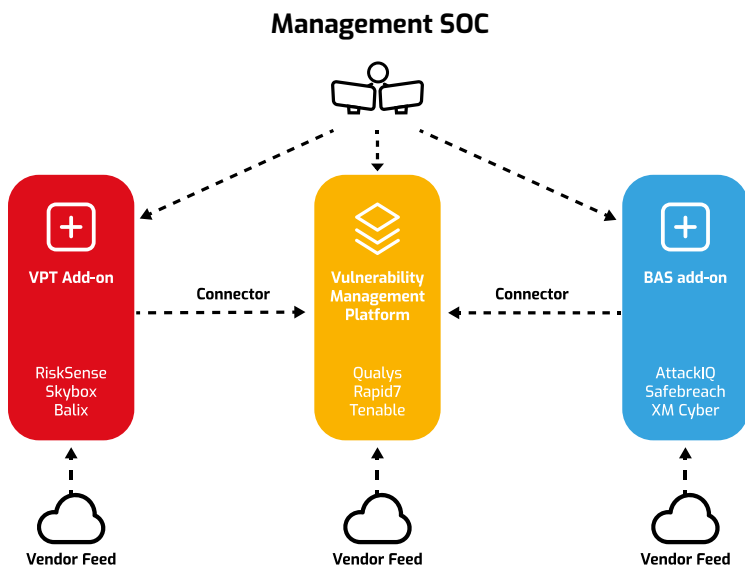 Management SOC
VPT Add-on
RiskSense
Skybox
Balix
Connector
Vulnerability
Management
Platform
Qualys
Rapid7
Tenable
Connector
BAS add-on
AttackIQ
Safebreach
XM Cyber
Vendor Feed
Vendor Feed
Vendor Feed